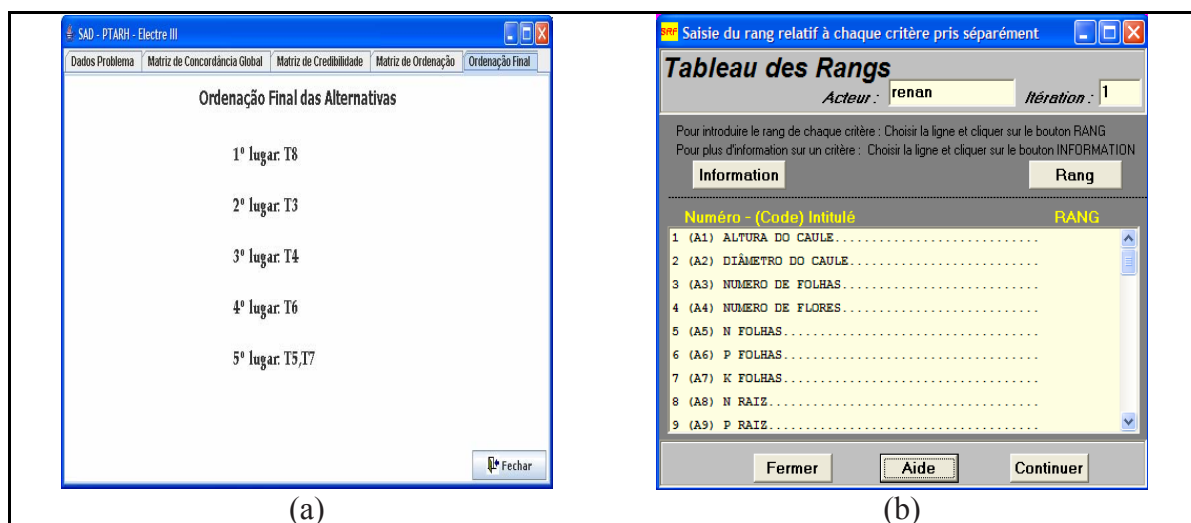 SAD - PTARH - Electre III
Dados Problema Matriz de Concordância Global Matriz de Credibilidade Matriz de Ordenação Ordenação Final
Ordenação Final das Alternativas
1º lugar: T8
2º lugar: T3
3º lugar: T4
4º lugar: T6
5º lugar: T5,T7
Fechar
(a)
SRF Saisie du rang relatif à chaque critère pris séparément
Tableau des Rangs
Acteur : renan Itération : 1
Pour introduire le rang de chaque critère : Choisir la ligne et cliquer sur le bouton RANG
Pour plus d'information sur un critère : Choisir la ligne et cliquer sur le bouton INFORMATION
Information Rang
Numéro - (Code) Intitulé RANG
1 (A1) ALTURA DO CAULE...........................
2 (A2) DIÂMETRO DO CAULE.........................
3 (A3) NUMERO DE FOLHAS..........................
4 (A4) NUMERO DE FLORES..........................
5 (A5) N FOLHAS..................................
6 (A6) P FOLHAS..................................
7 (A7) K FOLHAS..................................
8 (A8) N RAIZ....................................
9 (A9) P RAIZ....................................
Fermer Aide Continuer
(b)